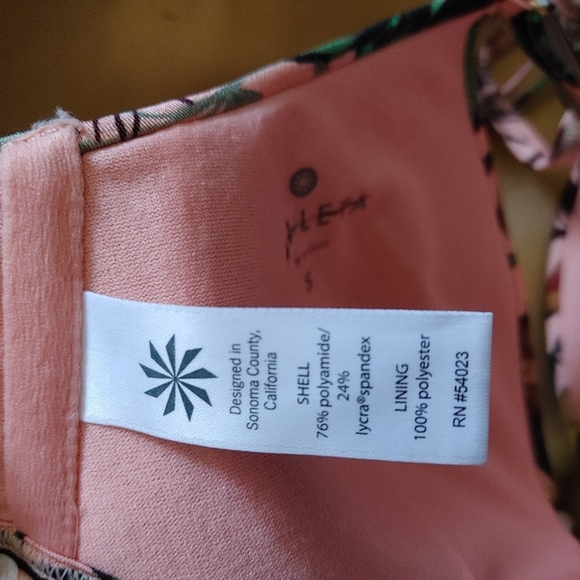 Designed in
Sonoma County,
California
SHELL
76% polyamide/
24%
lycra®spandex
LINING
100% polyester
RN #54023
S